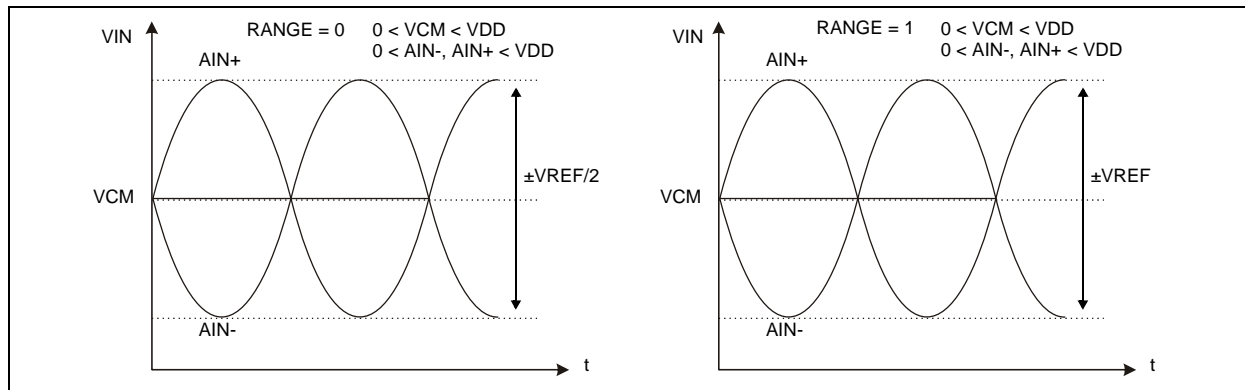 VIN
RANGE = 0 0 < VCM < VDD
0 < AIN-, AIN+ < VDD
AIN+
±VREF/2
VCM
AIN-
t
VIN
RANGE = 1 0 < VCM < VDD
0 < AIN-, AIN+ < VDD
AIN+
±VREF
VCM
AIN-
t